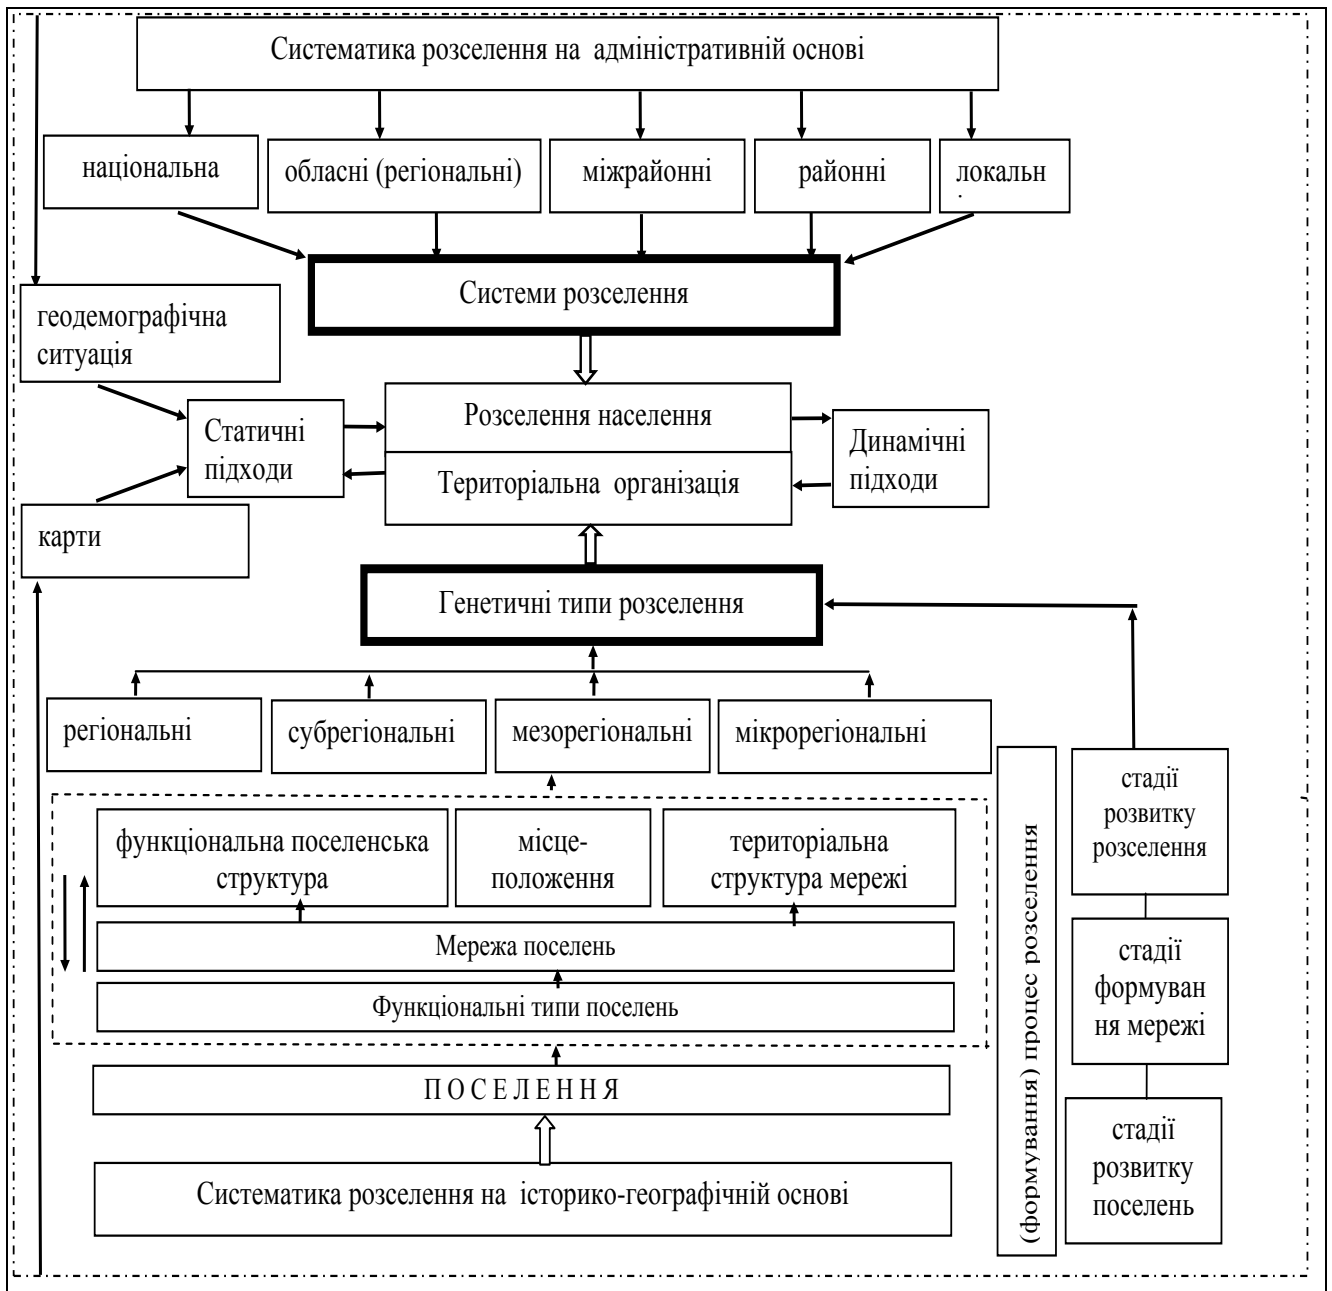 Систематика розселення на адміністративній основі
національна
обласні (регіональні)
міжрайонні
районні
локальн
Системи розселення
геодемографічна
ситуація
Розселення населення
Статичні
підходи
Динамічні
підходи
Територіальна організація
карти
Генетичні типи розселення
регіональні
субрегіональні
мезорегіональні
мікрорегіональні
стадії
розвитку
розселення
функціональна поселенська
структура
місце-
положення
територіальна
структура мережі
(формування) процес розселення
Мережа поселень
стадії
формуван
ня мережі
Функціональні типи поселень
П О С Е Л Е Н Н Я
стадії
розвитку
поселень
Систематика розселення на історико-географічній основі